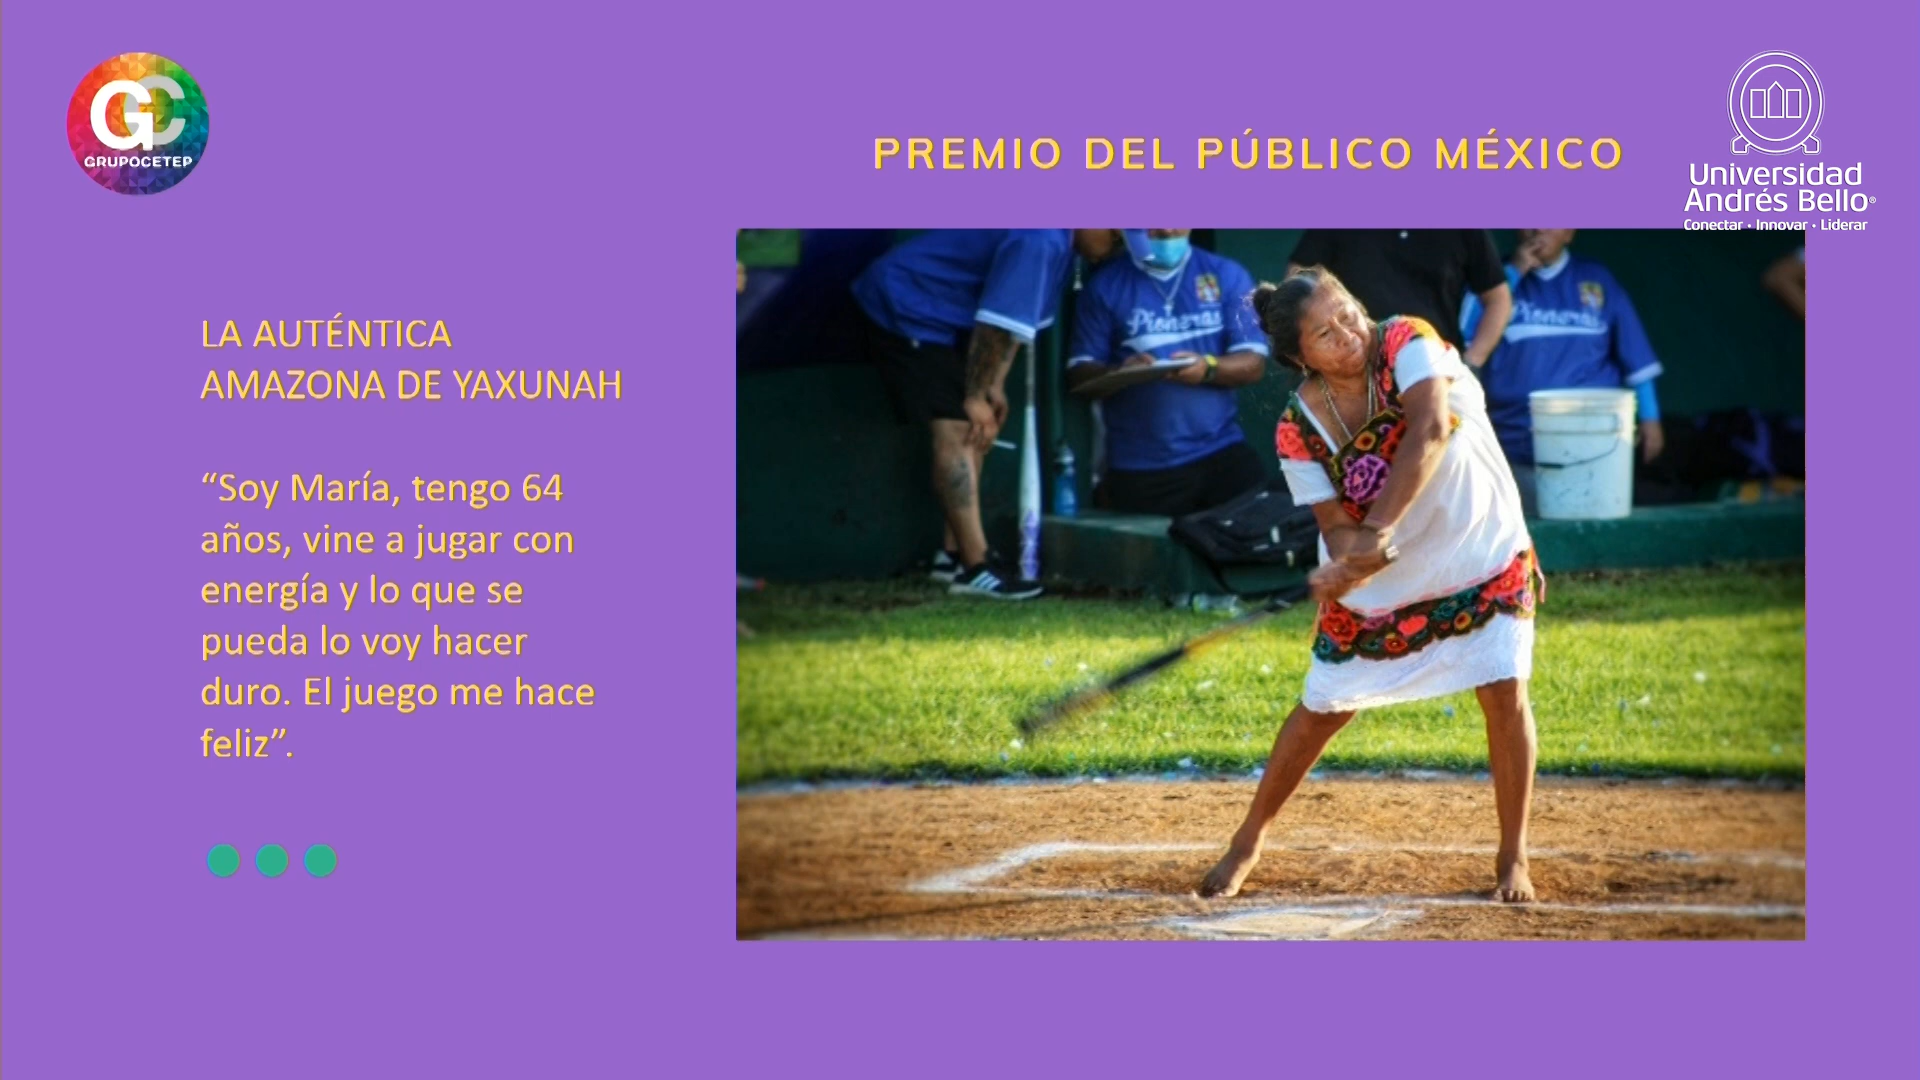 GC
GRUPOCETEP
PREMIO DEL PÚBLICO MÉXICO
Universidad
Andrés Bello®
Conectar • Innovar • Liderar
LA AUTÉNTICA
AMAZONA DE YAXUNAH
“Soy María, tengo 64
años, vine a jugar con
energía y lo que se
pueda lo voy hacer
duro. El juego me hace
feliz”.
Pioneras
Pioneras